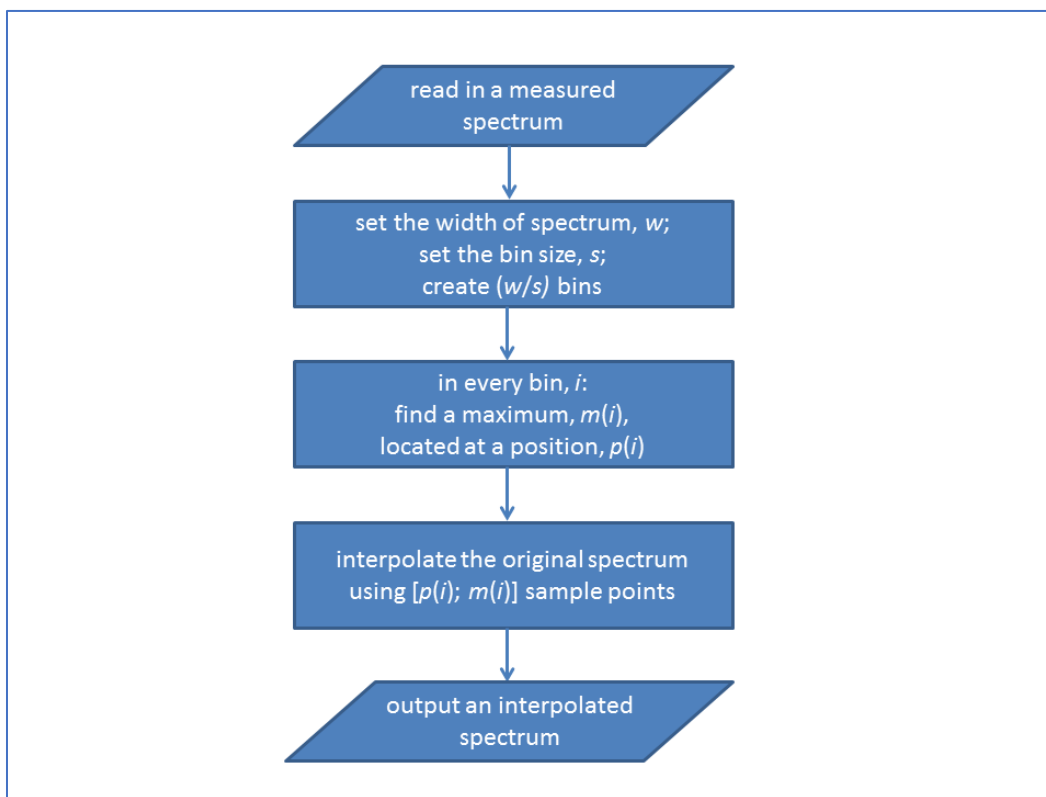 read in a measured
spectrum
set the width of spectrum, w;
set the bin size, s;
create (w/s) bins
in every bin, i:
find a maximum, m(i),
located at a position, p(i)
interpolate the original spectrum
using [p(i); m(i)] sample points
output an interpolated
spectrum